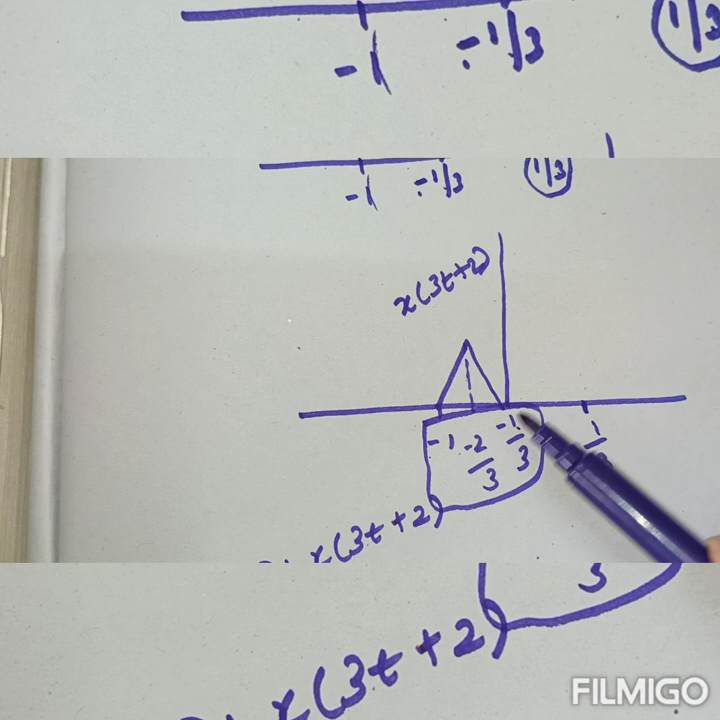 -1 -1/3 1/3
-1 -1/3 1/3
x(3t+2)
-1 -2/3 -1/3 1
x(3t+2)
3
x(3t+2)
FILMIGO